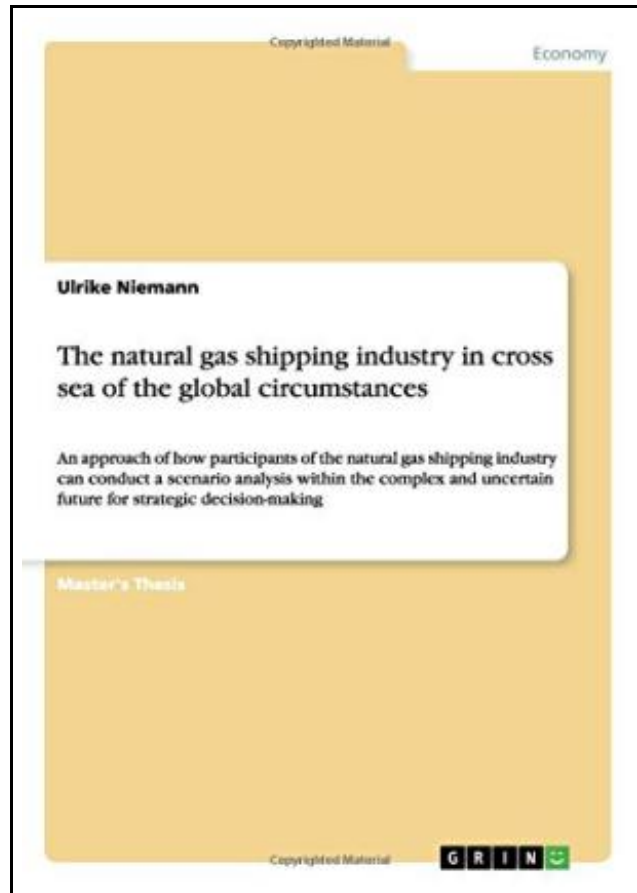 Copyrighted Material
Economy
Ulrike Niemann
The natural gas shipping industry in cross
sea of the global circumstances
An approach of how participants of the natural gas shipping industry
can conduct a scenario analysis within the complex and uncertain
future for strategic decision-making
Master's Thesis
Copyrighted Material
GRIN